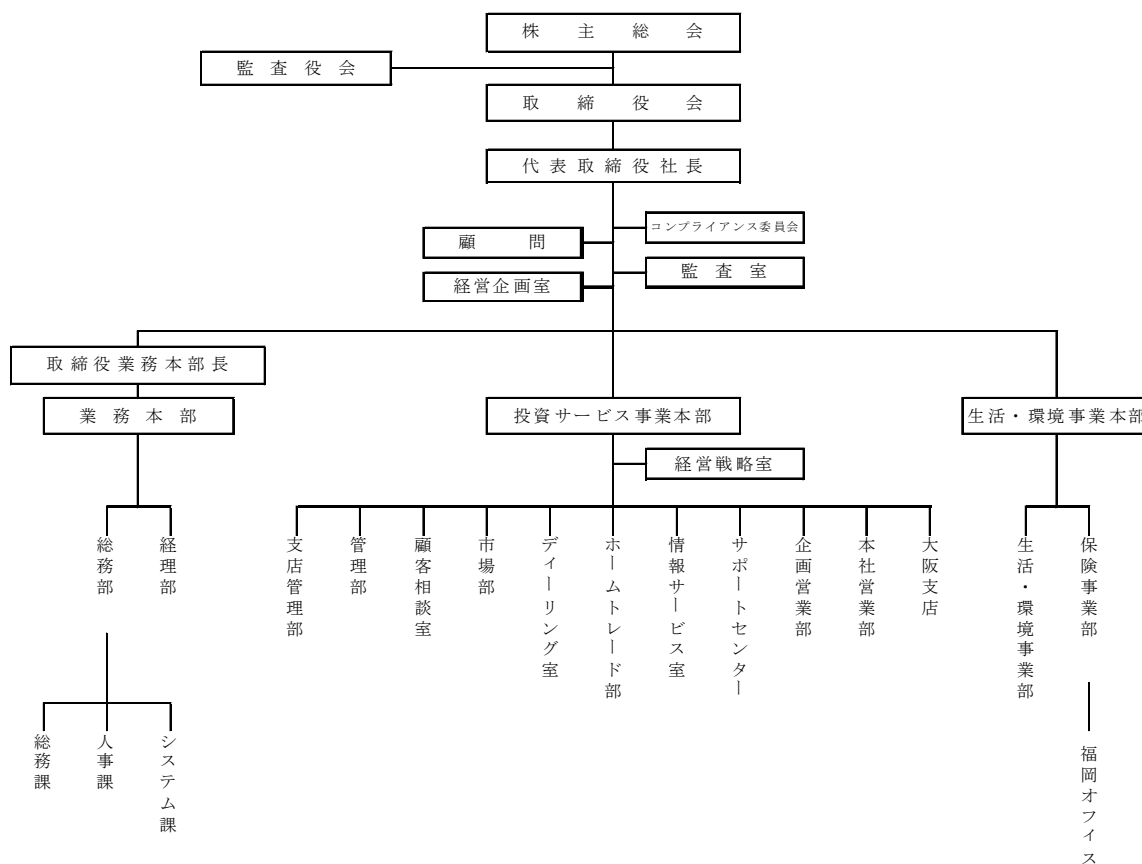 株主総会
監査役会
取締役会
代表取締役社長
コンプライアンス委員会
顧問
監査室
経営企画室
取締役業務本部長
業務本部
投資サービス事業本部
生活・環境事業本部
経営戦略室
総務部
経理部
支店管理部
管理部
顧客相談室
市場部
ディーリング室
ホームトレード部
情報サービス室
サポートセンター
企画営業部
本社営業部
大阪支店
生活・環境事業部
保険事業部
総務課
人事課
システム課
福岡オフィス